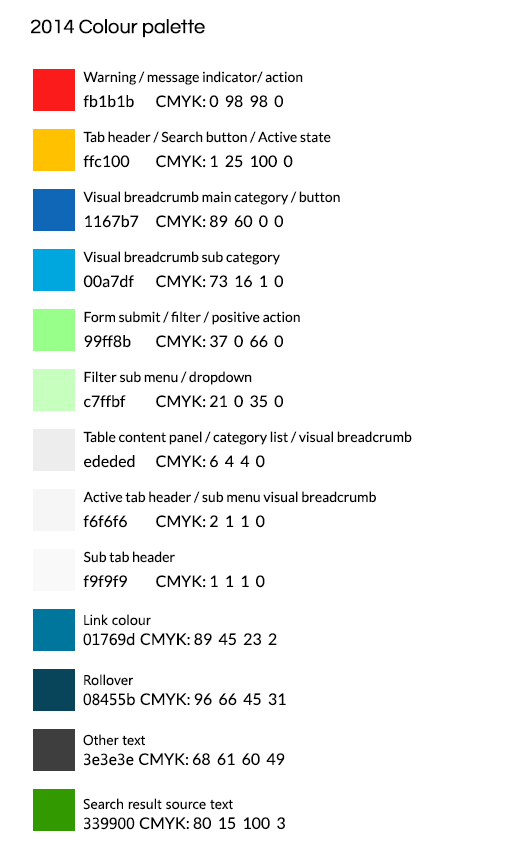 2014 Colour palette
Warning / message indicator/ action
fb1b1b CMYK: 0 98 98 0
Tab header / Search button / Active state
ffc100 CMYK: 1 25 100 0
Visual breadcrumb main category / button
1167b7 CMYK: 89 60 0 0
Visual breadcrumb sub category
00a7df CMYK: 73 16 1 0
Form submit / filter / positive action
99ff8b CMYK: 37 0 66 0
Filter sub menu / dropdown
c7ffbf CMYK: 21 0 35 0
Table content panel / category list / visual breadcrumb
ededed CMYK: 6 4 4 0
Active tab header / sub menu visual breadcrumb
f6f6f6 CMYK: 2 1 1 0
Sub tab header
f9f9f9 CMYK: 1 1 1 0
Link colour
01769d CMYK: 89 45 23 2
Rollover
08455b CMYK: 96 66 45 31
Other text
3e3e3e CMYK: 68 61 60 49
Search result source text
339900 CMYK: 80 15 100 3